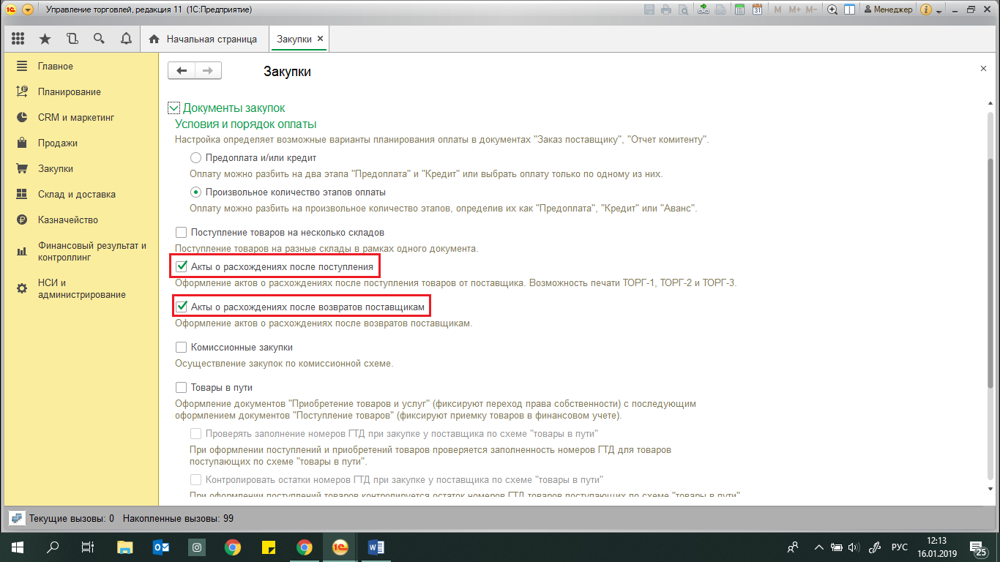 Управление торговлей, редакция 11 (1С:Предприятие)
M M+ M-
31
Менеджер
Начальная страница
Закупки
Главное
Планирование
CRM и маркетинг
Продажи
Закупки
Склад и доставка
Казначейство
Финансовый результат и
контроллинг
НСИ и
администрирование
Закупки
Документы закупок
Условия и порядок оплаты
Настройка определяет возможные варианты планирования оплаты в документах "Заказ поставщику", "Отчет комитенту".
Предоплата и/или кредит
Оплату можно разбить на два этапа "Предоплата" и "Кредит" или выбрать оплату только по одному из них.
Произвольное количество этапов оплаты
Оплату можно разбить на произвольное количество этапов, определив их как "Предоплата", "Кредит" или "Аванс".
Поступление товаров на несколько складов
Поступление товаров на разные склады в рамках одного документа.
Акты о расхождениях после поступления
Оформление актов о расхождениях после поступления товаров от поставщика. Возможность печати ТОРГ-1, ТОРГ-2 и ТОРГ-3.
Акты о расхождениях после возвратов поставщикам
Оформление актов о расхождениях после возвратов поставщикам.
Комиссионные закупки
Осуществление закупок по комиссионной схеме.
Товары в пути
Оформление документов "Приобретение товаров и услуг" (фиксируют переход права собственности) с последующим
оформлением документов "Поступление товаров" (фиксируют приемку товаров в финансовом учете).
Проверять заполнение номеров ГТД при закупке у поставщика по схеме "товары в пути"
При оформлении поступлений и приобретений товаров проверяется заполненность номеров ГТД для товаров
поступающих по схеме "товары в пути".
Контролировать остатки номеров ГТД при закупке у поставщика по схеме "товары в пути"
При оформлении поступлений товаров контролируется остаток номеров ГТД товаров поступающих по схеме "товары в пути"
Текущие вызовы: 0 Накопленные вызовы: 99
РУС
12:13
16.01.2019
25